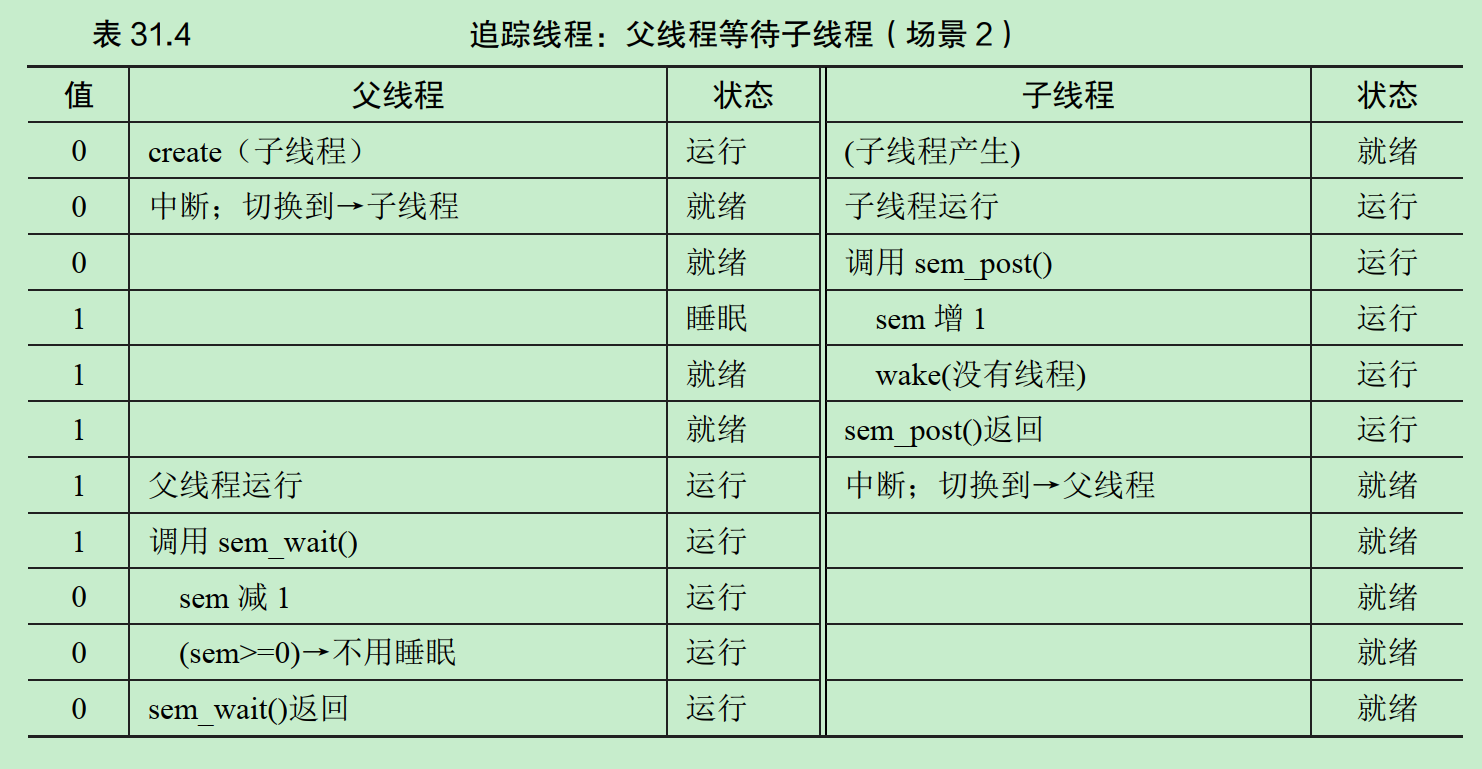 表 31.4 追踪线程：父线程等待子线程（场景 2）
值 父线程 状态 子线程 状态
0 create（子线程） 运行 (子线程产生) 就绪
0 中断；切换到→子线程 就绪 子线程运行 运行
0 就绪 调用 sem_post() 运行
1 睡眠 sem 增 1 运行
1 就绪 wake(没有线程) 运行
1 就绪 sem_post()返回 运行
1 父线程运行 运行 中断；切换到→父线程 就绪
1 调用 sem_wait() 运行 就绪
0 sem 减 1 运行 就绪
0 (sem>=0)→不用睡眠 运行 就绪
0 sem_wait()返回 运行 就绪